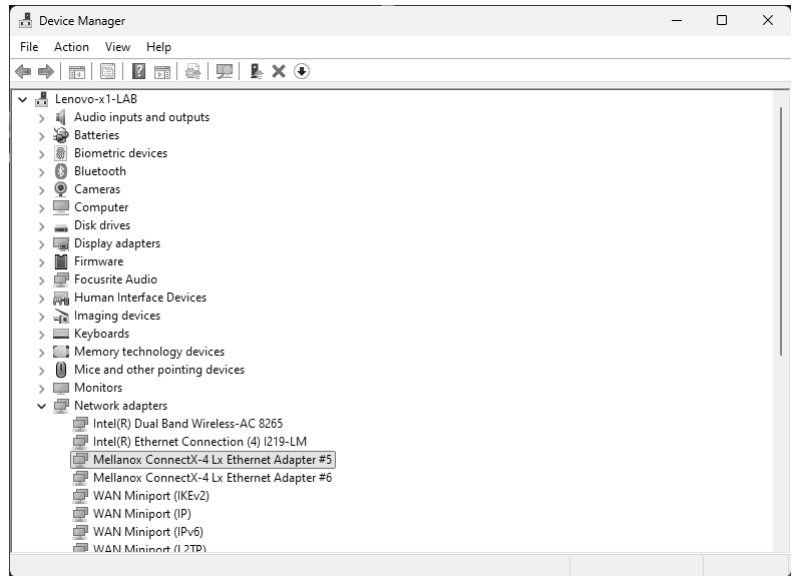 Device Manager
File Action View Help
Lenovo-x1-LAB
Audio inputs and outputs
Batteries
Biometric devices
Bluetooth
Cameras
Computer
Disk drives
Display adapters
Firmware
Focusrite Audio
Human Interface Devices
Imaging devices
Keyboards
Memory technology devices
Mice and other pointing devices
Monitors
Network adapters
Intel(R) Dual Band Wireless-AC 8265
Intel(R) Ethernet Connection (4) I219-LM
Mellanox ConnectX-4 Lx Ethernet Adapter #5
Mellanox ConnectX-4 Lx Ethernet Adapter #6
WAN Miniport (IKEv2)
WAN Miniport (IP)
WAN Miniport (IPv6)
WAN Miniport (L2TP)